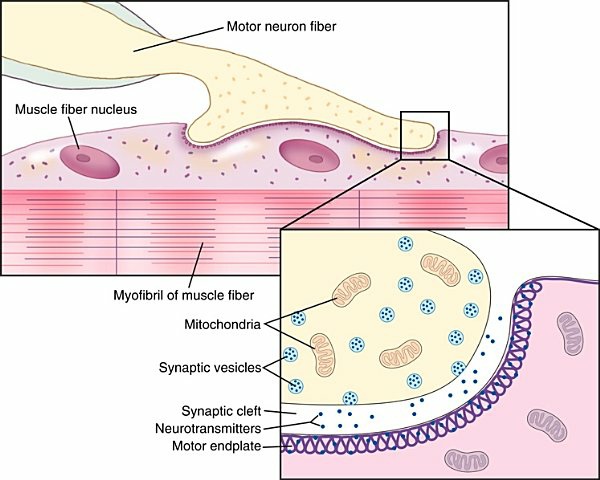 Motor neuron fiber
Muscle fiber nucleus
Myofibril of muscle fiber
Mitochondria
Synaptic vesicles
Synaptic cleft
Neurotransmitters
Motor endplate